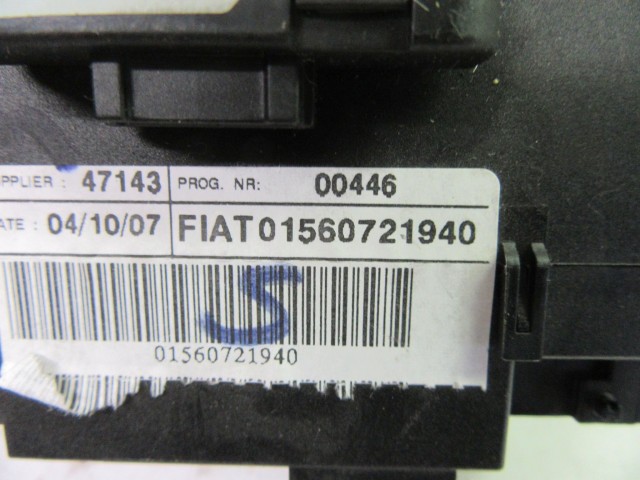 PPLIER : 47143 PROG. NR: 00446
ATE : 04/10/07 FIAT 01560721940
S
01560721940